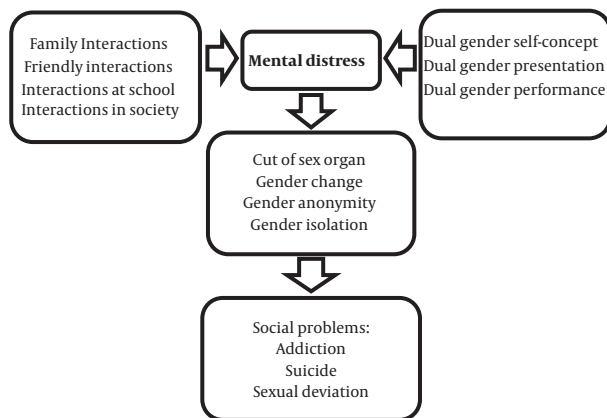 Family Interactions
Friendly interactions
Interactions at school
Interactions in society
Mental distress
Dual gender self-concept
Dual gender presentation
Dual gender performance
Cut of sex organ
Gender change
Gender anonymity
Gender isolation
Social problems:
Addiction
Suicide
Sexual deviation